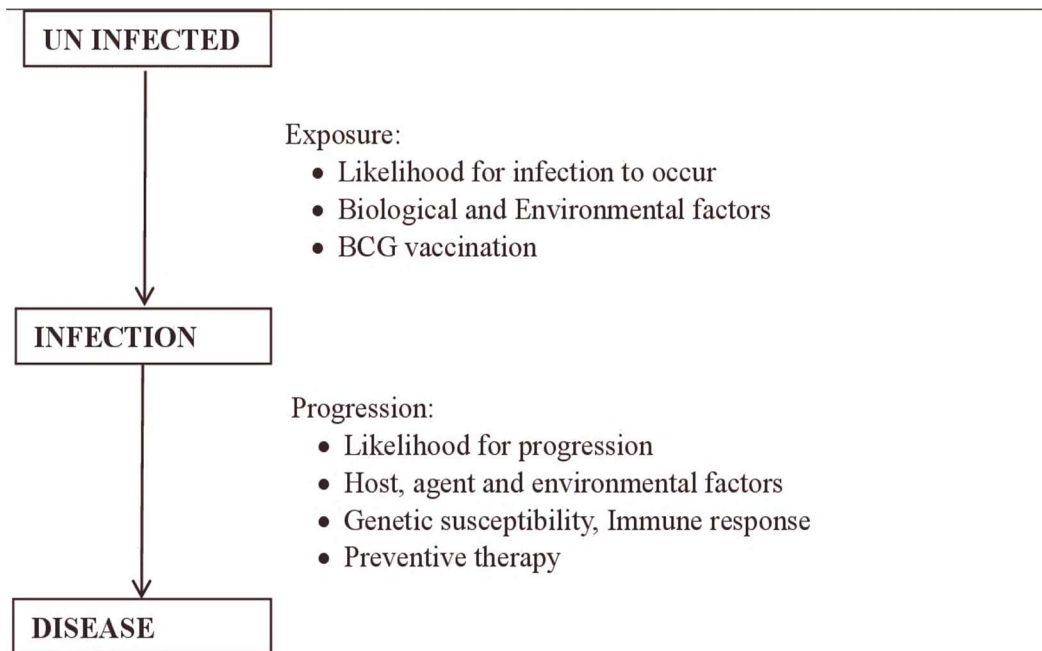 UN INFECTED
Exposure:
• Likelihood for infection to occur
• Biological and Environmental factors
• BCG vaccination
INFECTION
Progression:
• Likelihood for progression
• Host, agent and environmental factors
• Genetic susceptibility, Immune response
• Preventive therapy
DISEASE